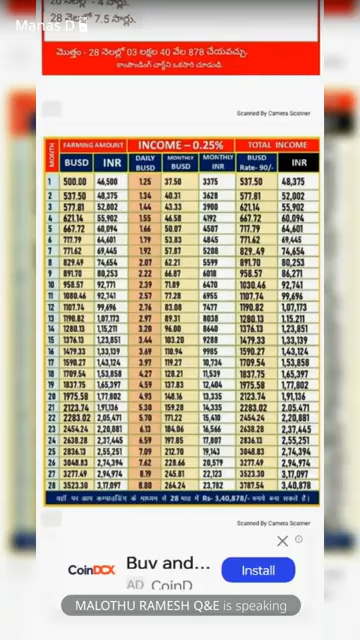 28 నెలల్లో 7.5 సార్లు.
Manas D
మొత్తం - 28 నెలల్లో 03 లక్షల 40 వేల 878 చేయవచ్చు.
కాంపౌండింగ్ చార్ట్‌ని ఒకసారి చూడండి.
Scanned By Camera Scanner
MONTH FARMING AMOUNT INCOME – 0.25% TOTAL INCOME
BUSD INR DAILY BUSD MONTHLY BUSD MONTHLY INR BUSD Rate- 90/- INR
1 500.00 46,500 1.25 37.50 3375 537.50 48,375
2 537.50 48,375 1.34 40.31 3628 577.81 52,002
3 577.81 52,002 1.44 43.33 3900 621.14 55,902
4 621.14 55,902 1.55 46.58 4192 667.72 60,094
5 667.72 60,094 1.66 50.07 4507 717.79 64,601
6 717.79 64,601 1.79 53.83 4845 771.62 69,445
7 771.62 69,445 1.92 57.87 5208 829.49 74,654
8 829.49 74,654 2.07 62.21 5599 891.70 80,253
9 891.70 80,253 2.22 66.87 6018 958.57 86,271
10 958.57 92,771 2.39 71.89 6470 1030.46 92,741
11 1080.46 92,741 2.57 77.28 6955 1107.74 99,696
12 1107.74 99,696 2.76 83.08 7477 1190.82 1,07,173
13 1190.82 1,07,173 2.97 89.31 8038 1280.13 1,15,211
14 1280.13 1,15,211 3.20 96.00 8640 1376.13 1,23,851
15 1376.13 1,23,851 3.44 103.20 9288 1479.33 1,33,139
16 1479.33 1,33,139 3.69 110.94 9985 1590.27 1,43,124
17 1590.27 1,43,124 3.97 119.27 10,734 1709.54 1,53,858
18 1709.54 1,53,858 4.27 128.21 11,539 1837.75 1,65,397
19 1837.75 1,65,397 4.59 137.83 12,404 1975.58 1,77,802
20 1975.58 1,77,802 4.93 148.16 13,335 2123.74 1,91,136
21 2123.74 1,91,136 5.30 159.28 14,335 2283.02 2,05,471
22 2283.02 2,05,471 5.70 171.22 15,410 2454.24 2,20,881
23 2454.24 2,20,881 6.13 184.06 16,566 2638.28 2,37,445
24 2638.28 2,37,445 6.59 197.85 17,807 2836.13 2,55,251
25 2836.13 2,55,251 7.09 212.70 19,143 3048.83 2,74,394
26 3048.83 2,74,394 7.62 228.66 20,579 3277.49 2,94,974
27 3277.49 2,94,974 8.19 245.81 22,123 3523.30 3,17,097
28 3523.30 3,17,097 8.80 264.24 23,782 3787.54 3,40,878
यहाँ पर आप कम्पाउंडिंग के माध्यम से 28 माह में Rs- 3,40,878/- रुपये बना सकते हैं।
Scanned By Camera Scanner
CoinDCX
Buy and...
AD CoinD
Install
MALOTHU RAMESH Q&E is speaking